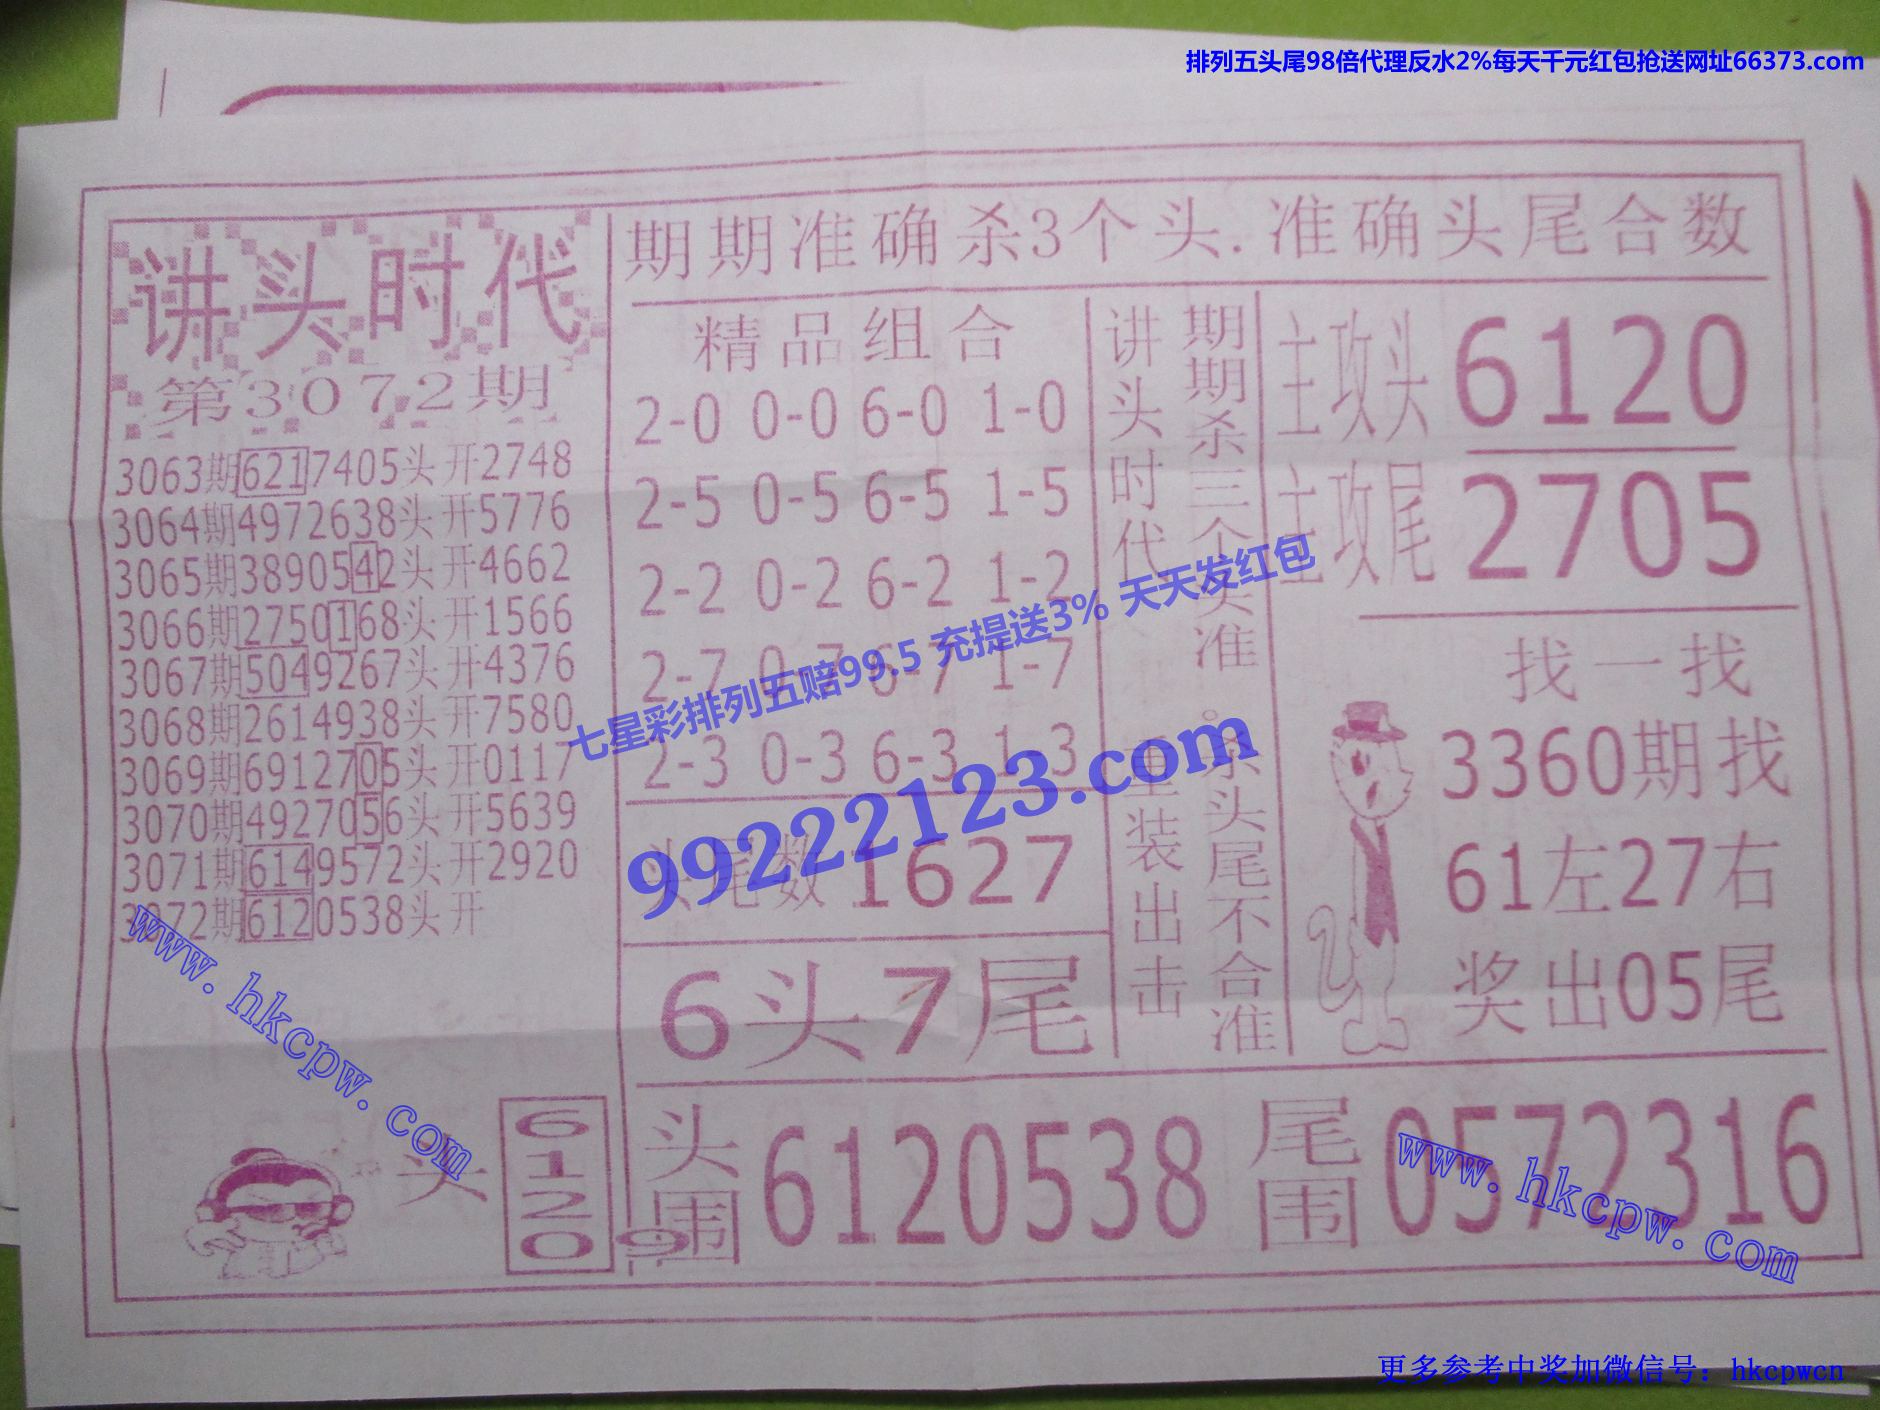 排列五头尾98倍代理反水2%每天千元红包抢送网址66373.com
讲头时代
第3072期
3063期6217405头开2748
3064期4972638头开5776
3065期3890542头开4662
3066期2750168头开1566
3067期5049267头开4376
3068期2614938头开7580
3069期6912705头开0117
3070期4927056头开5639
3071期6149572头开2920
3072期6120538头开
头
6120
9
期期准确杀3个头.准确头尾合数
精品组合
2-0 0-0 6-0 1-0
2-5 0-5 6-5 1-5
2-2 0-2 6-2 1-2
2-7 0-7 6-7 1-7
2-3 0-3 6-3 1-3
头尾数1627
6头7尾
期期杀三个头准。杀头尾不合准
讲头时代 重装出击
主攻头 6120
主攻尾 2705
找一找
3360期找
61左27右
奖出05尾
头围 6120538 尾围 0572316
七星彩排列五赔99.5 充提送3% 天天发红包
99222123.com
www.hkcpw.com
www.hkcpw.com
更多参考中奖加微信号：hkcpwcn